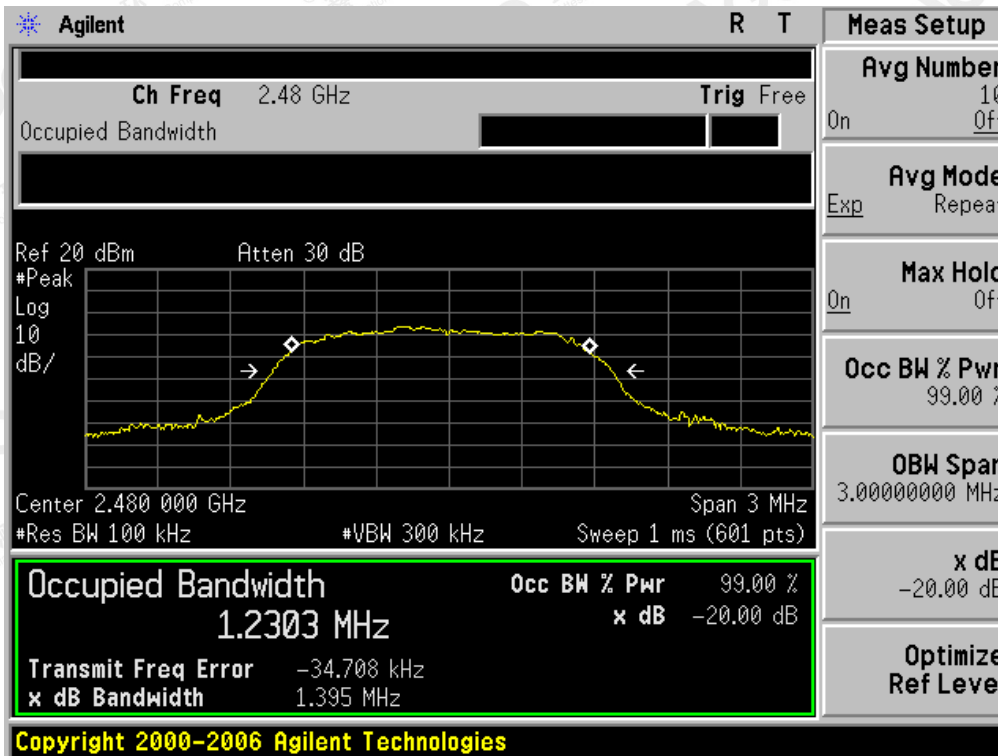 Agilent R T
Ch Freq 2.48 GHz Trig Free
Occupied Bandwidth
Ref 20 dBm Atten 30 dB
#Peak
Log
10
dB/
Center 2.480 000 GHz Span 3 MHz
#Res BW 100 kHz #VBW 300 kHz Sweep 1 ms (601 pts)
Occupied Bandwidth Occ BW % Pwr 99.00 %
1.2303 MHz x dB -20.00 dB
Transmit Freq Error -34.708 kHz
x dB Bandwidth 1.395 MHz
Copyright 2000-2006 Agilent Technologies
Meas Setup
Avg Number
10
On Off
Avg Mode
Exp Repeat
Max Hold
On Off
Occ BW % Pwr
99.00 %
OBW Span
3.00000000 MHz
x dB
-20.00 dB
Optimize
Ref Level